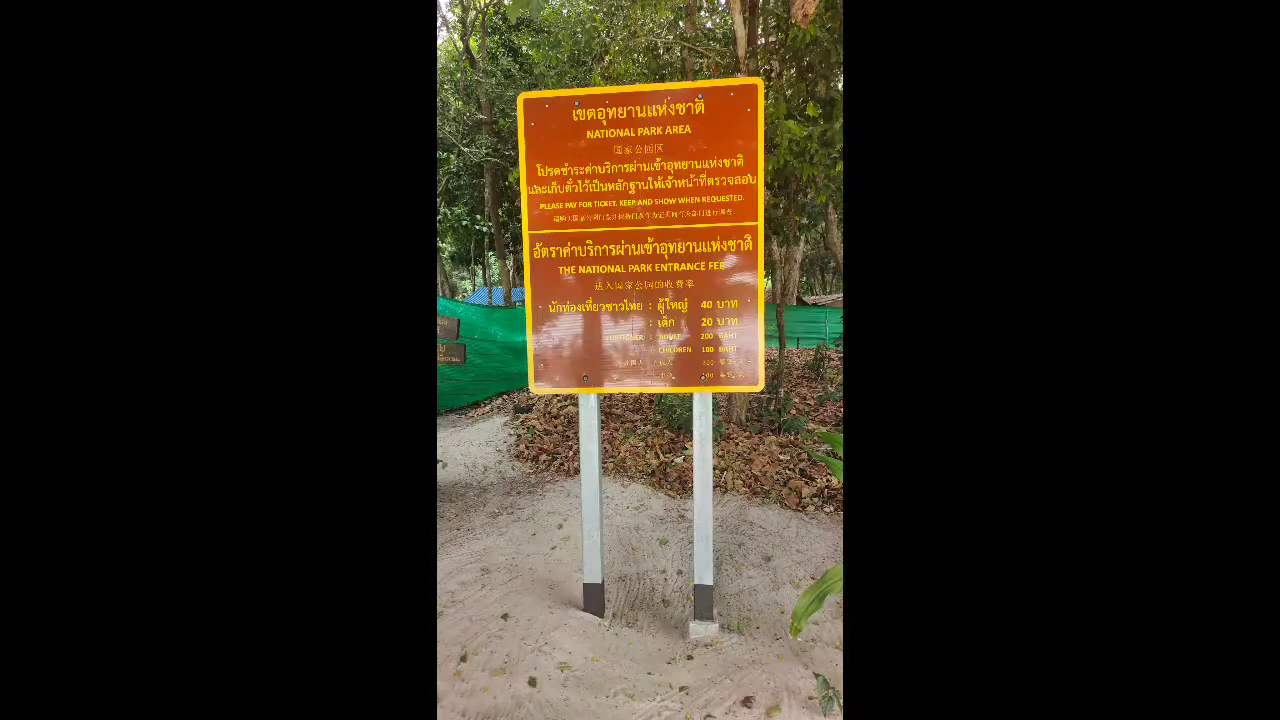 เขตอุทยานแห่งชาติ
NATIONAL PARK AREA
国家公园区
โปรดชำระค่าบริการผ่านเข้าอุทยานแห่งชาติ
และเก็บตั๋วไว้เป็นหลักฐานให้เจ้าหน้าที่ตรวจสอบ
PLEASE PAY FOR TICKET. KEEP AND SHOW WHEN REQUESTED.
อัตราค่าบริการผ่านเข้าอุทยานแห่งชาติ
THE NATIONAL PARK ENTRANCE FEE
进入国家公园的收费率
นักท่องเที่ยวชาวไทย : ผู้ใหญ่ 40 บาท
: เด็ก 20 บาท
FOREIGNER : ADULT 200 BAHT
: CHILDREN 100 BAHT
外国人